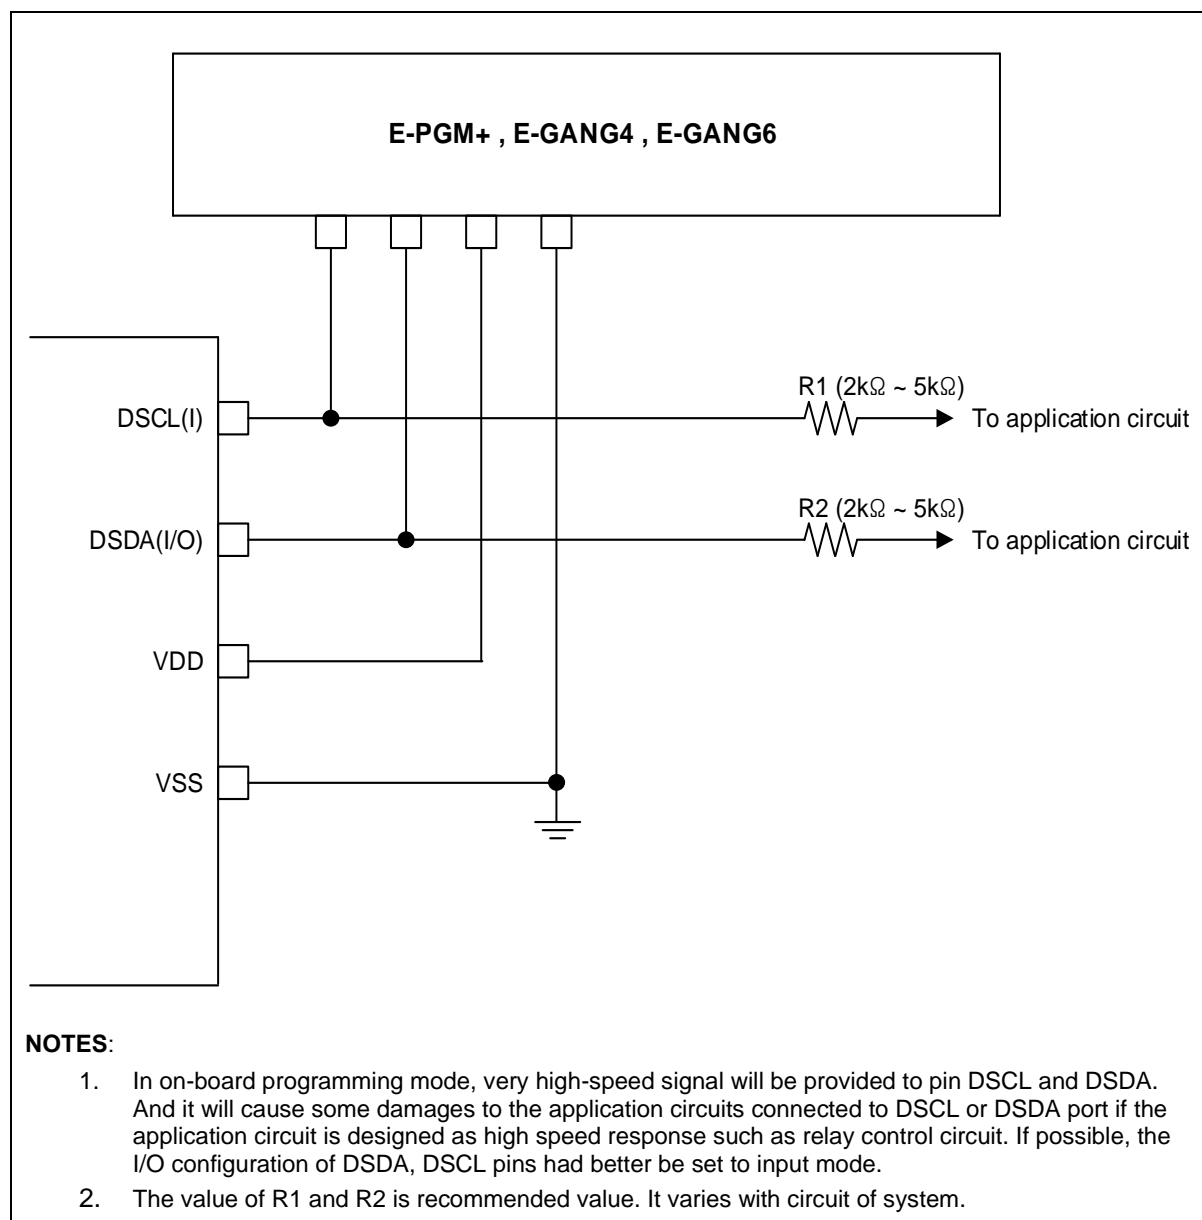 E-PGM+ , E-GANG4 , E-GANG6
R1 (2kΩ ~ 5kΩ)
DSCL(I)
To application circuit
R2 (2kΩ ~ 5kΩ)
DSDA(I/O)
To application circuit
VDD
VSS
NOTES:
1. In on-board programming mode, very high-speed signal will be provided to pin DSCL and DSDA.
And it will cause some damages to the application circuits connected to DSCL or DSDA port if the
application circuit is designed as high speed response such as relay control circuit. If possible, the
I/O configuration of DSDA, DSCL pins had better be set to input mode.
2. The value of R1 and R2 is recommended value. It varies with circuit of system.